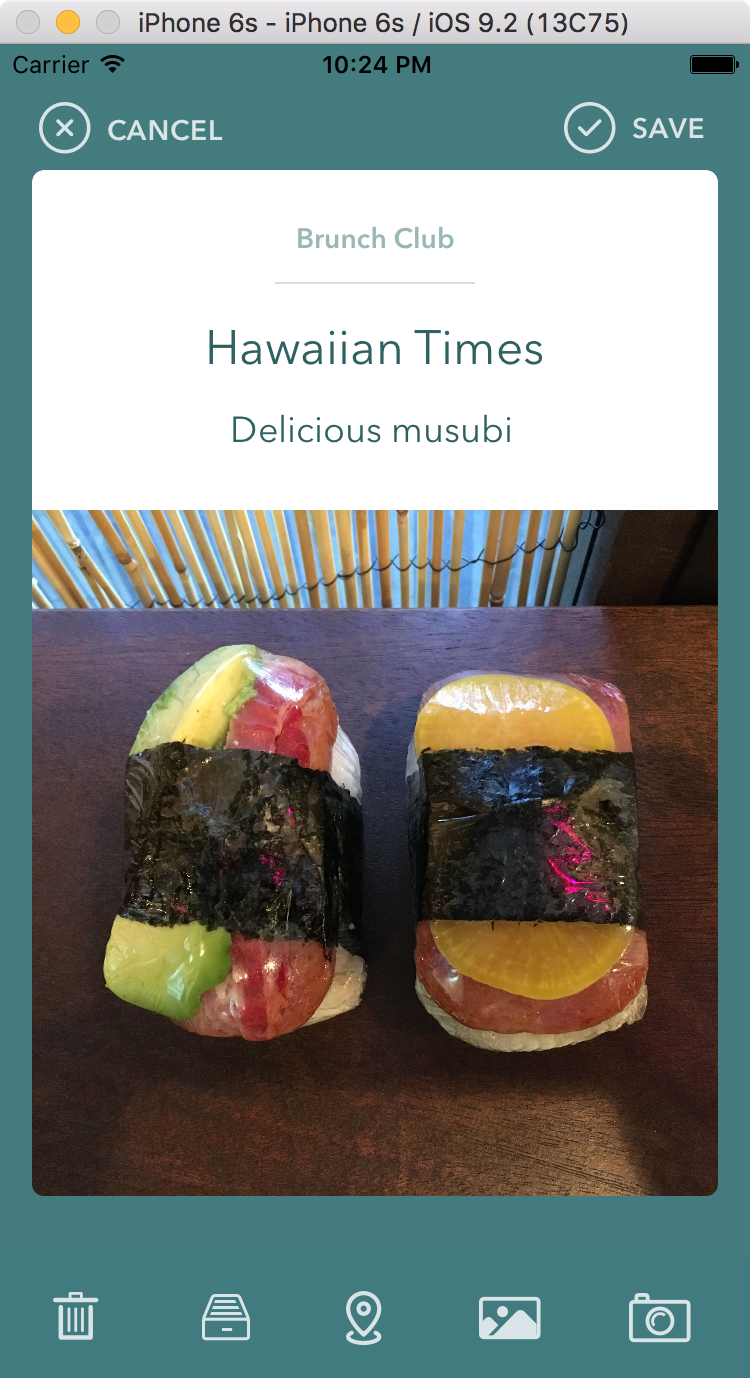 iPhone 6s - iPhone 6s / iOS 9.2 (13C75)
Carrier 10:24 PM
CANCEL SAVE
Brunch Club
Hawaiian Times
Delicious musubi